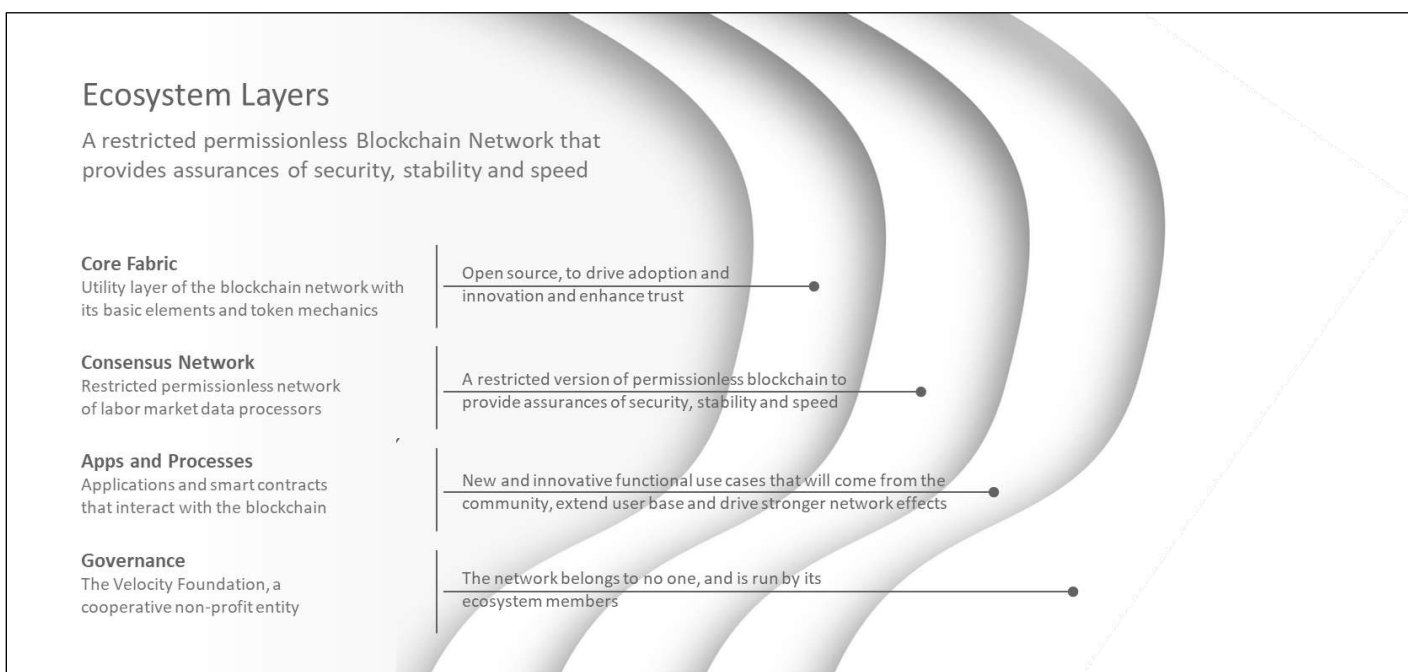 Ecosystem Layers
A restricted permissionless Blockchain Network that
provides assurances of security, stability and speed
Core Fabric
Utility layer of the blockchain network with
its basic elements and token mechanics
Open source, to drive adoption and
innovation and enhance trust
Consensus Network
Restricted permissionless network
of labor market data processors
A restricted version of permissionless blockchain to
provide assurances of security, stability and speed
Apps and Processes
Applications and smart contracts
that interact with the blockchain
New and innovative functional use cases that will come from the
community, extend user base and drive stronger network effects
Governance
The Velocity Foundation, a
cooperative non-profit entity
The network belongs to no one, and is run by its
ecosystem members